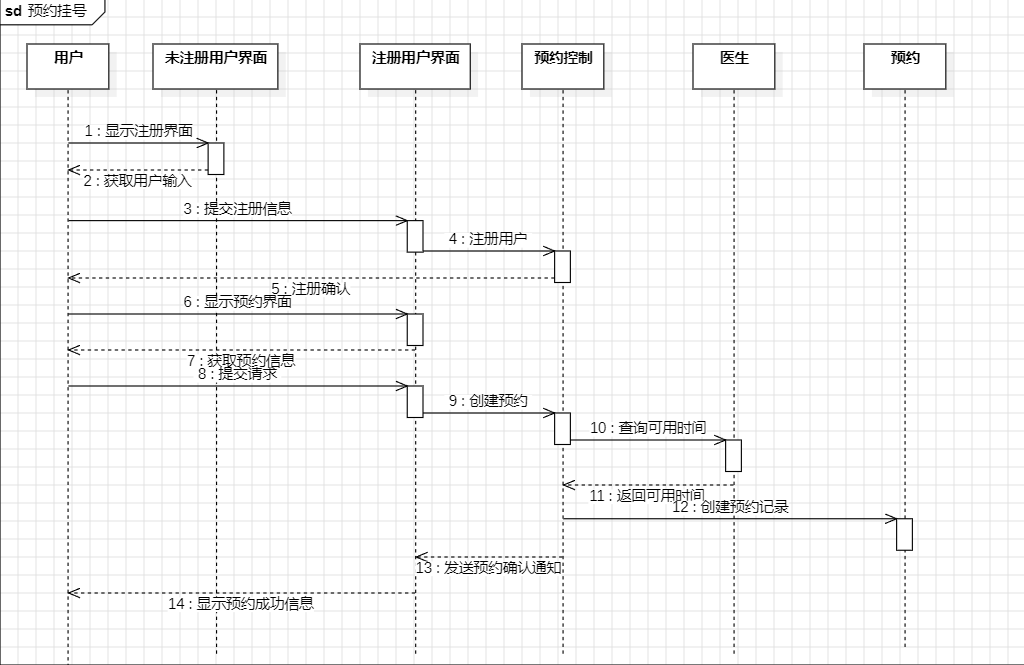 sd 预约挂号
用户 未注册用户界面 注册用户界面 预约控制 医生 预约
1 : 显示注册界面
2 : 获取用户输入
3 : 提交注册信息
4 : 注册用户
5 : 注册确认
6 : 显示预约界面
7 : 获取预约信息
8 : 提交请求
9 : 创建预约
10 : 查询可用时间
11 : 返回可用时间
12 : 创建预约记录
13 : 发送预约确认通知
14 : 显示预约成功信息